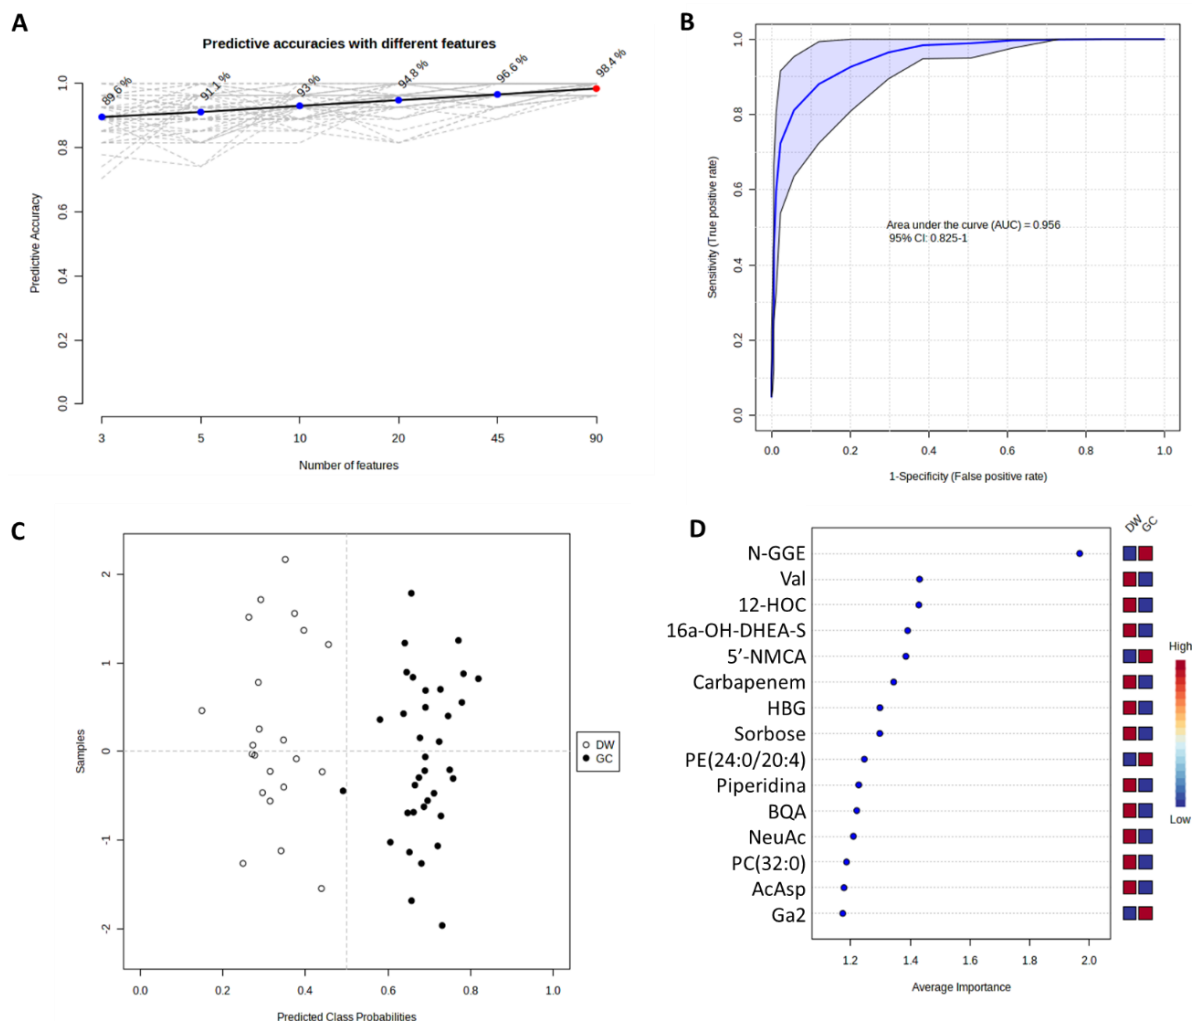 A
Predictive accuracies with different features
89.6 %
91.1 %
93 %
94.8 %
96.6 %
98.4 %
Predictive Accuracy
1.0
0.8
0.6
0.4
0.2
0.0
3 5 10 20 45 90
Number of features
B
Sensitivity (True positive rate)
1.0
0.8
0.6
0.4
0.2
0.0
Area under the curve (AUC) = 0.956
95% CI: 0.825-1
0.0 0.2 0.4 0.6 0.8 1.0
1-Specificity (False positive rate)
C
Samples
2
1
0
-1
-2
DW
GC
0.0 0.2 0.4 0.6 0.8 1.0
Predicted Class Probabilities
D
DW GC
N-GGE
Val
12-HOC
16a-OH-DHEA-S
5’-NMCA
Carbapenem
HBG
Sorbose
PE(24:0/20:4)
Piperidina
BQA
NeuAc
PC(32:0)
AcAsp
Ga2
High
Low
1.2 1.4 1.6 1.8 2.0
Average Importance